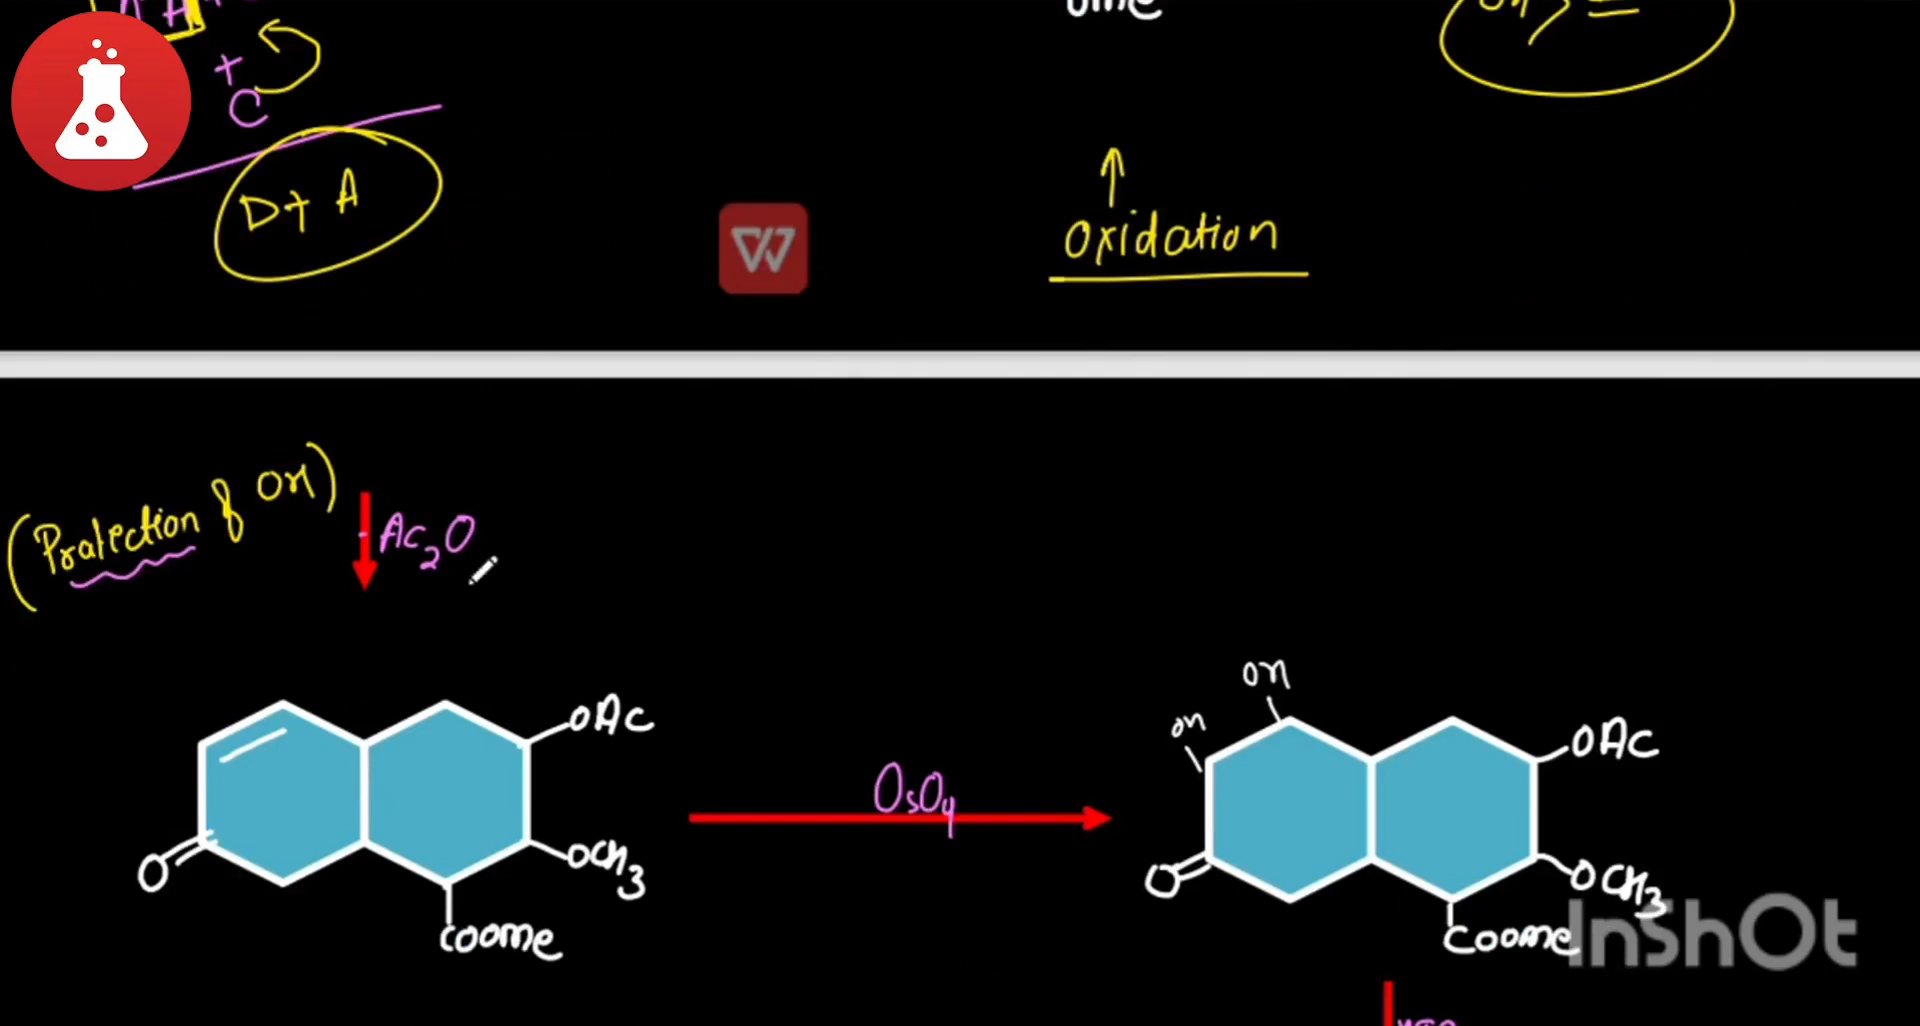 +
C
D+ A
oxidation
(Protection of OH)
Ac2O
OAc
OCH3
COOMe
O
OsO4
OH
OH
OAc
OCH3
COOMe
O
InShOt